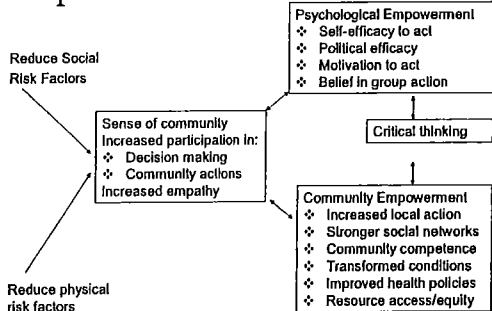 Psychological Empowerment
❖ Self-efficacy to act
❖ Political efficacy
❖ Motivation to act
❖ Belief in group action
Reduce Social
Risk Factors
Sense of community
Increased participation in:
❖ Decision making
❖ Community actions
Increased empathy
Critical thinking
Community Empowerment
❖ Increased local action
❖ Stronger social networks
❖ Community competence
❖ Transformed conditions
❖ Improved health policies
❖ Resource access/equity
Reduce physical
risk factors